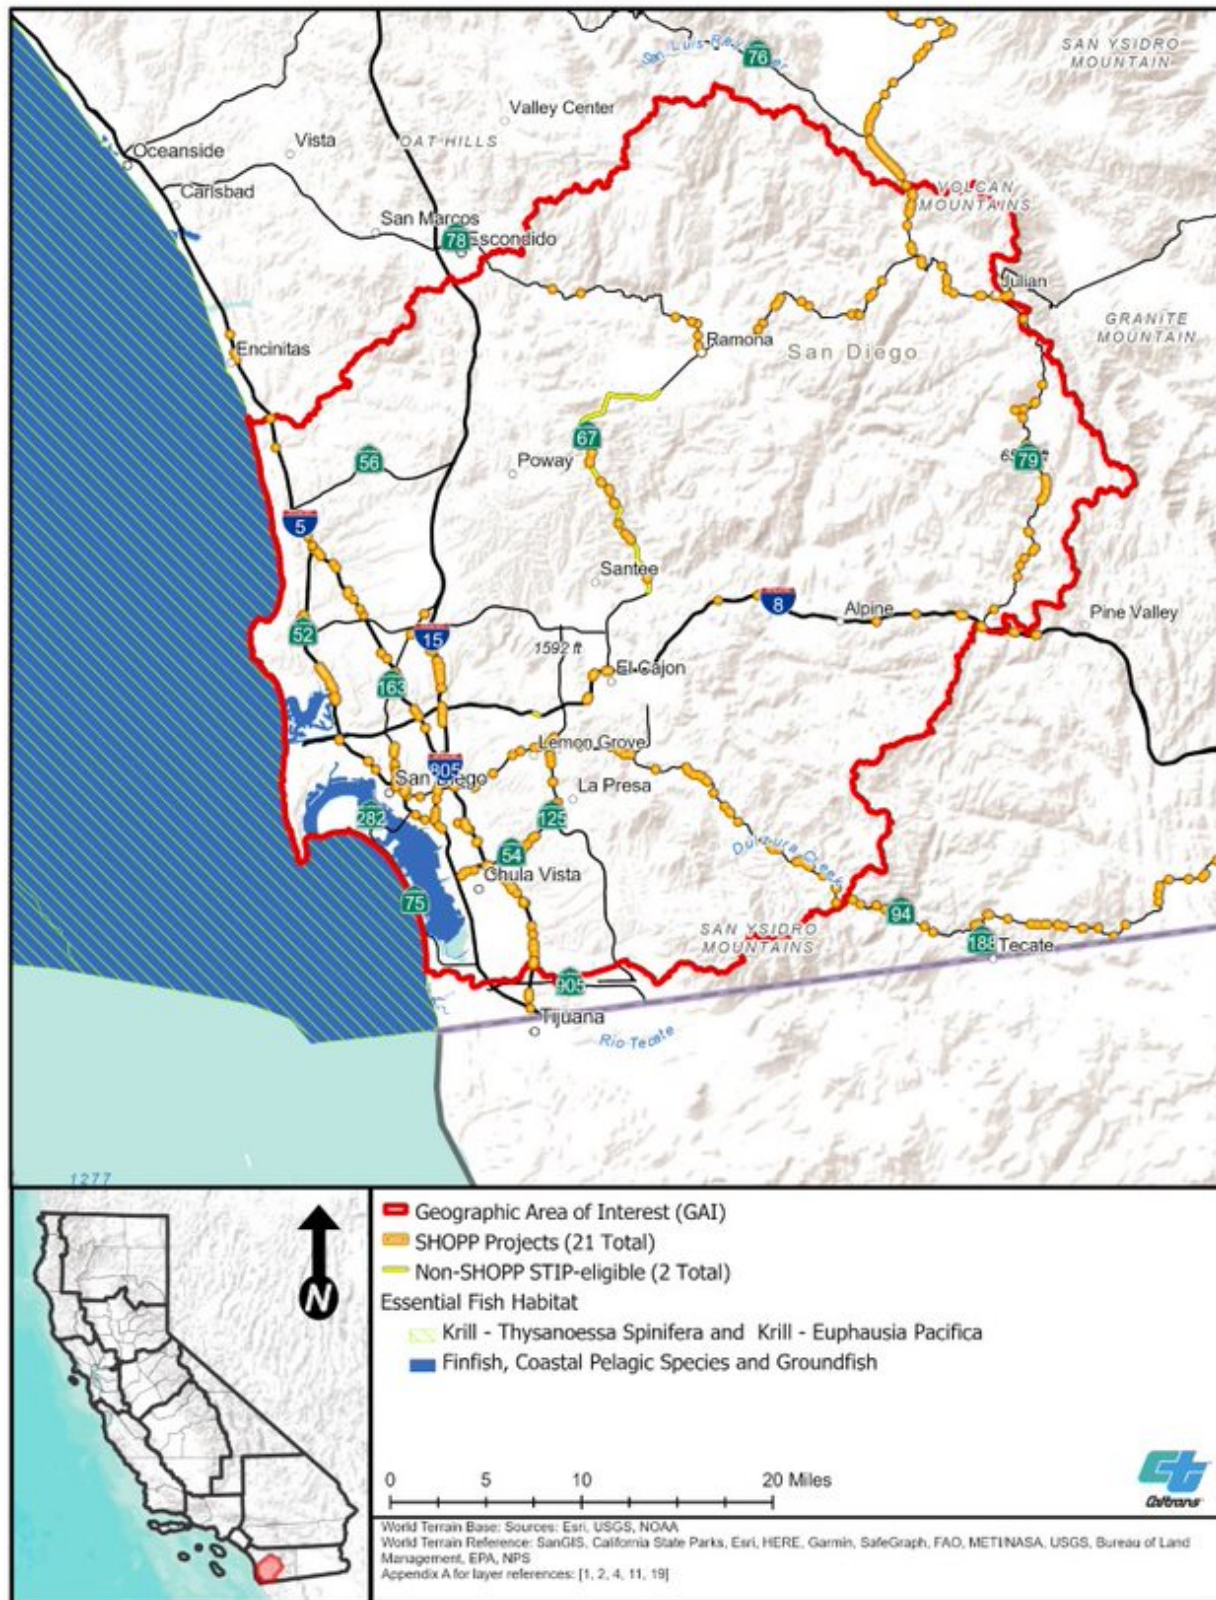 SAN YSIDRO
MOUNTAIN
San Luis Rey River
76
Valley Center
OAT HILLS
Vista
Oceanside
Carlsbad
VOLCAN
MOUNTAINS
San Marcos
78
Escondido
Julian
GRANITE
MOUNTAIN
Encinitas
Ramona
San Diego
67
56
Poway
79
5
Santee
8
Alpine
Pine Valley
52
15
1592 ft
El Cajon
163
Lemon Grove
805
San Diego
La Presa
282
125
Dulzura Creek
54
Chula Vista
75
94
SAN YSIDRO
MOUNTAINS
188
Tecate
905
Tijuana
Rio Tecate
1277
N
Geographic Area of Interest (GAI)
SHOPP Projects (21 Total)
Non-SHOPP STIP-eligible (2 Total)
Essential Fish Habitat
Krill - Thysanoessa Spinifera and Krill - Euphausia Pacifica
Finfish, Coastal Pelagic Species and Groundfish
0 5 10 20 Miles
Caltrans
World Terrain Base: Sources: Esri, USGS, NOAA
World Terrain Reference: SanGIS, California State Parks, Esri, HERE, Garmin, SafeGraph, FAO, METI/NASA, USGS, Bureau of Land
Management, EPA, NPS
Appendix A for layer references: [1, 2, 4, 11, 19]